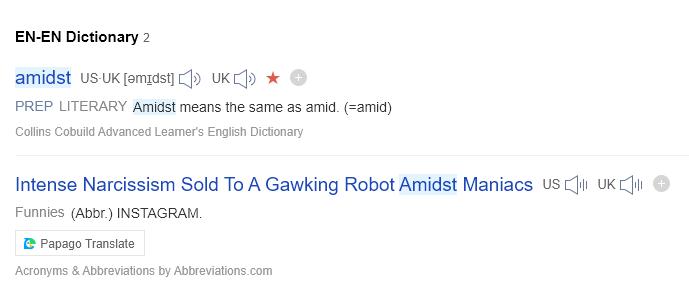 EN-EN Dictionary 2
amidst US·UK [əmɪdst] UK
PREP LITERARY Amidst means the same as amid. (=amid)
Collins Cobuild Advanced Learner's English Dictionary
Intense Narcissism Sold To A Gawking Robot Amidst Maniacs US UK
Funnies (Abbr.) INSTAGRAM.
Papago Translate
Acronyms & Abbreviations by Abbreviations.com